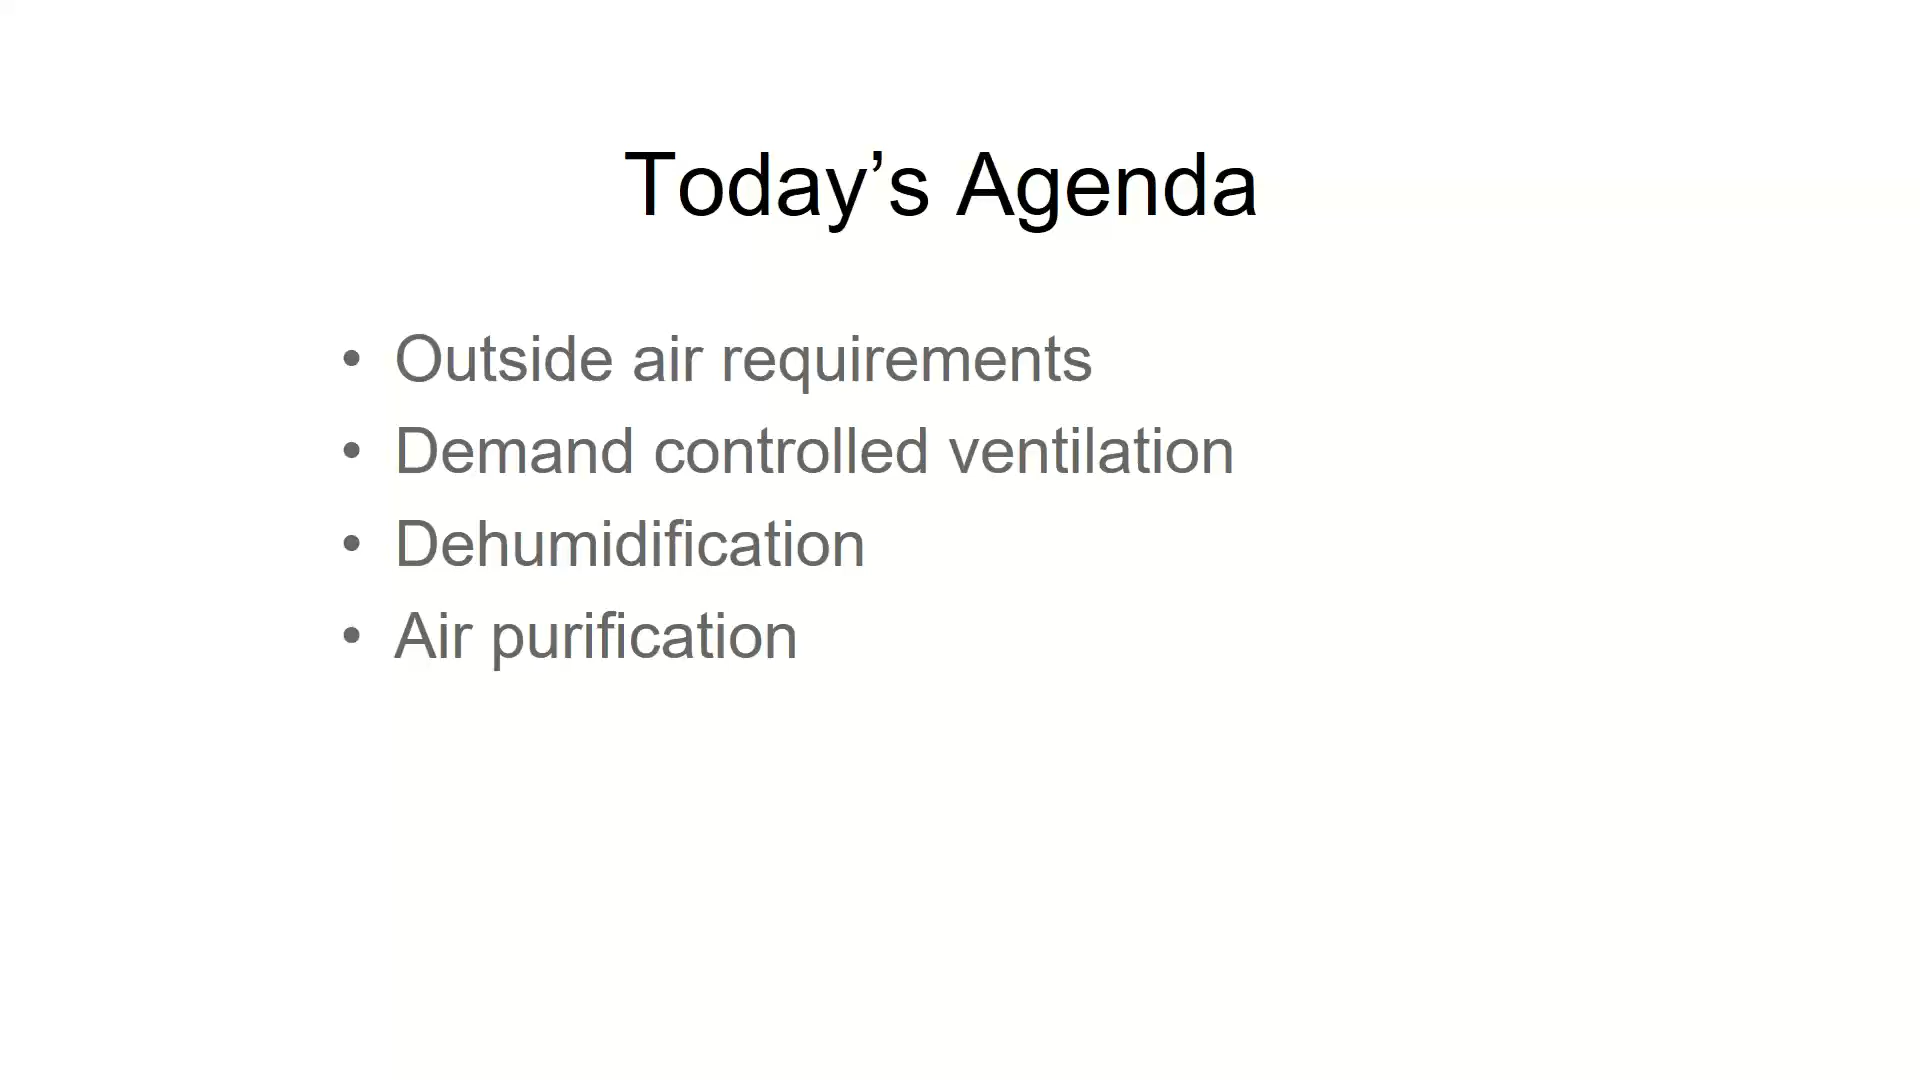 Today’s Agenda
• Outside air requirements
• Demand controlled ventilation
• Dehumidification
• Air purification